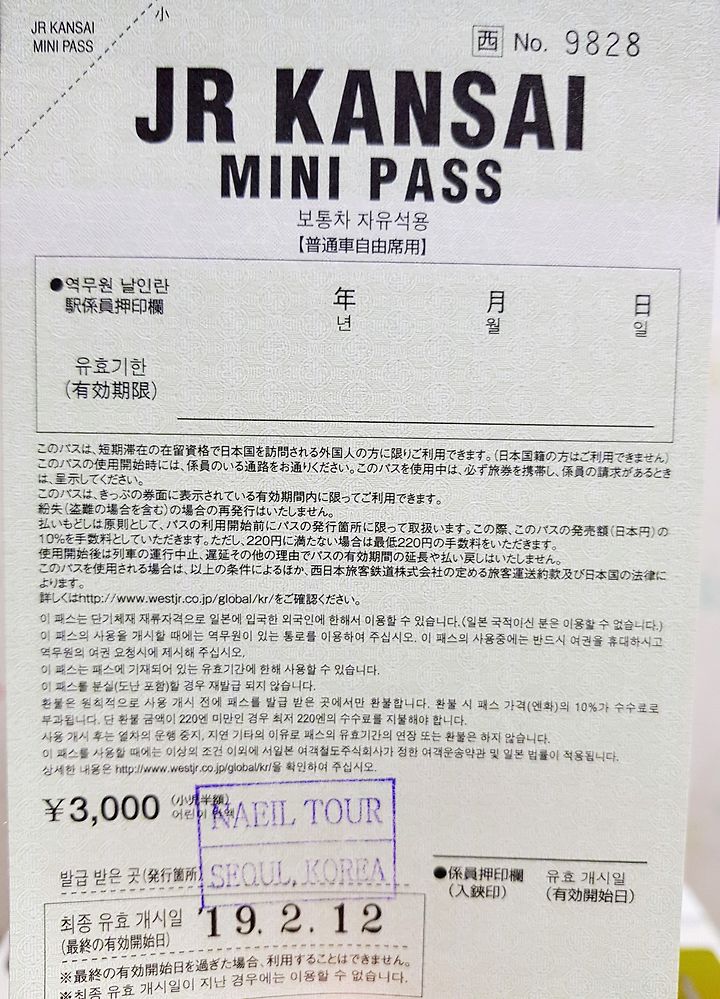 JR KANSAI
MINI PASS
小
西 No. 9828
JR KANSAI
MINI PASS
보통차 자유석용
【普通車自由席用】
●역무원 날인란
駅係員押印欄
年 月 日
년 월 일
유효기한
(有効期限)
このパスは、短期滞在の在留資格で日本国を訪問される外国人の方に限りご利用できます。(日本国籍の方はご利用できません)
このパスの使用開始時には、係員のいる通路をお通りください。このパスを使用中は、必ず旅券を携帯し、係員の請求があるとき
は、呈示してください。
このパスは、きっぷの券面に表示されている有効期間内に限ってご利用できます。
紛失(盗難の場合を含む)の場合の再発行はいたしません。
払いもどしは原則として、パスの利用開始前にパスの発行箇所に限って取扱います。この際、このパスの発売額(日本円)の
10%を手数料としていただきます。ただし、220円に満たない場合は最低220円の手数料をいただきます。
使用開始後は列車の運行中止、遅延その他の理由でパスの有効期間の延長や払い戻しはいたしません。
このパスを使用される場合は、以上の条件によるほか、西日本旅客鉄道株式会社の定める旅客運送約款及び日本国の法律に
よります。
詳しくはhttp://www.westjr.co.jp/global/kr/をご確認ください。
이 패스는 단기체재 재류자격으로 일본에 입국한 외국인에 한해서 이용할 수 있습니다.(일본 국적이신 분은 이용할 수 없습니다.)
이 패스의 사용을 개시할 때에는 역무원이 있는 통로를 이용하여 주십시오. 이 패스의 사용중에는 반드시 여권을 휴대하시고
역무원의 여권 요청시에 제시해 주십시오.
이 패스는 패스에 기재되어 있는 유효기간에 한해 사용할 수 있습니다.
이 패스를 분실(도난 포함)할 경우 재발급 되지 않습니다.
환불은 원칙적으로 사용 개시 전에 패스를 발급 받은 곳에서만 환불합니다. 환불 시 패스 가격(엔화)의 10%가 수수료로
부과됩니다. 단 환불 금액이 220엔 미만인 경우 최저 220엔의 수수료를 지불해야 합니다.
사용 개시 후는 열차의 운행 중지, 지연 기타의 이유로 패스의 유효기간의 연장 또는 환불은 하지 않습니다.
이 패스를 사용할 때에는 이상의 조건 이외에 서일본 여객철도주식회사가 정한 여객운송약관 및 일본 법률이 적용됩니다.
상세한 내용은 http://www.westjr.co.jp/global/kr/을 확인하여 주십시오.
¥3,000 (小児半額)
어린이 반액
NAEIL TOUR
SEOUL, KOREA
발급 받은 곳(発行箇所)
●係員押印欄 유효 개시일
(入鋏印) (有効開始日)
최종 유효 개시일 '19. 2. 12
(最終の有効開始日)
※最終の有効開始日を過ぎた場合、利用することはできません。
※최종 유효 개시일이 지난 경우에는 이용할 수 없습니다.